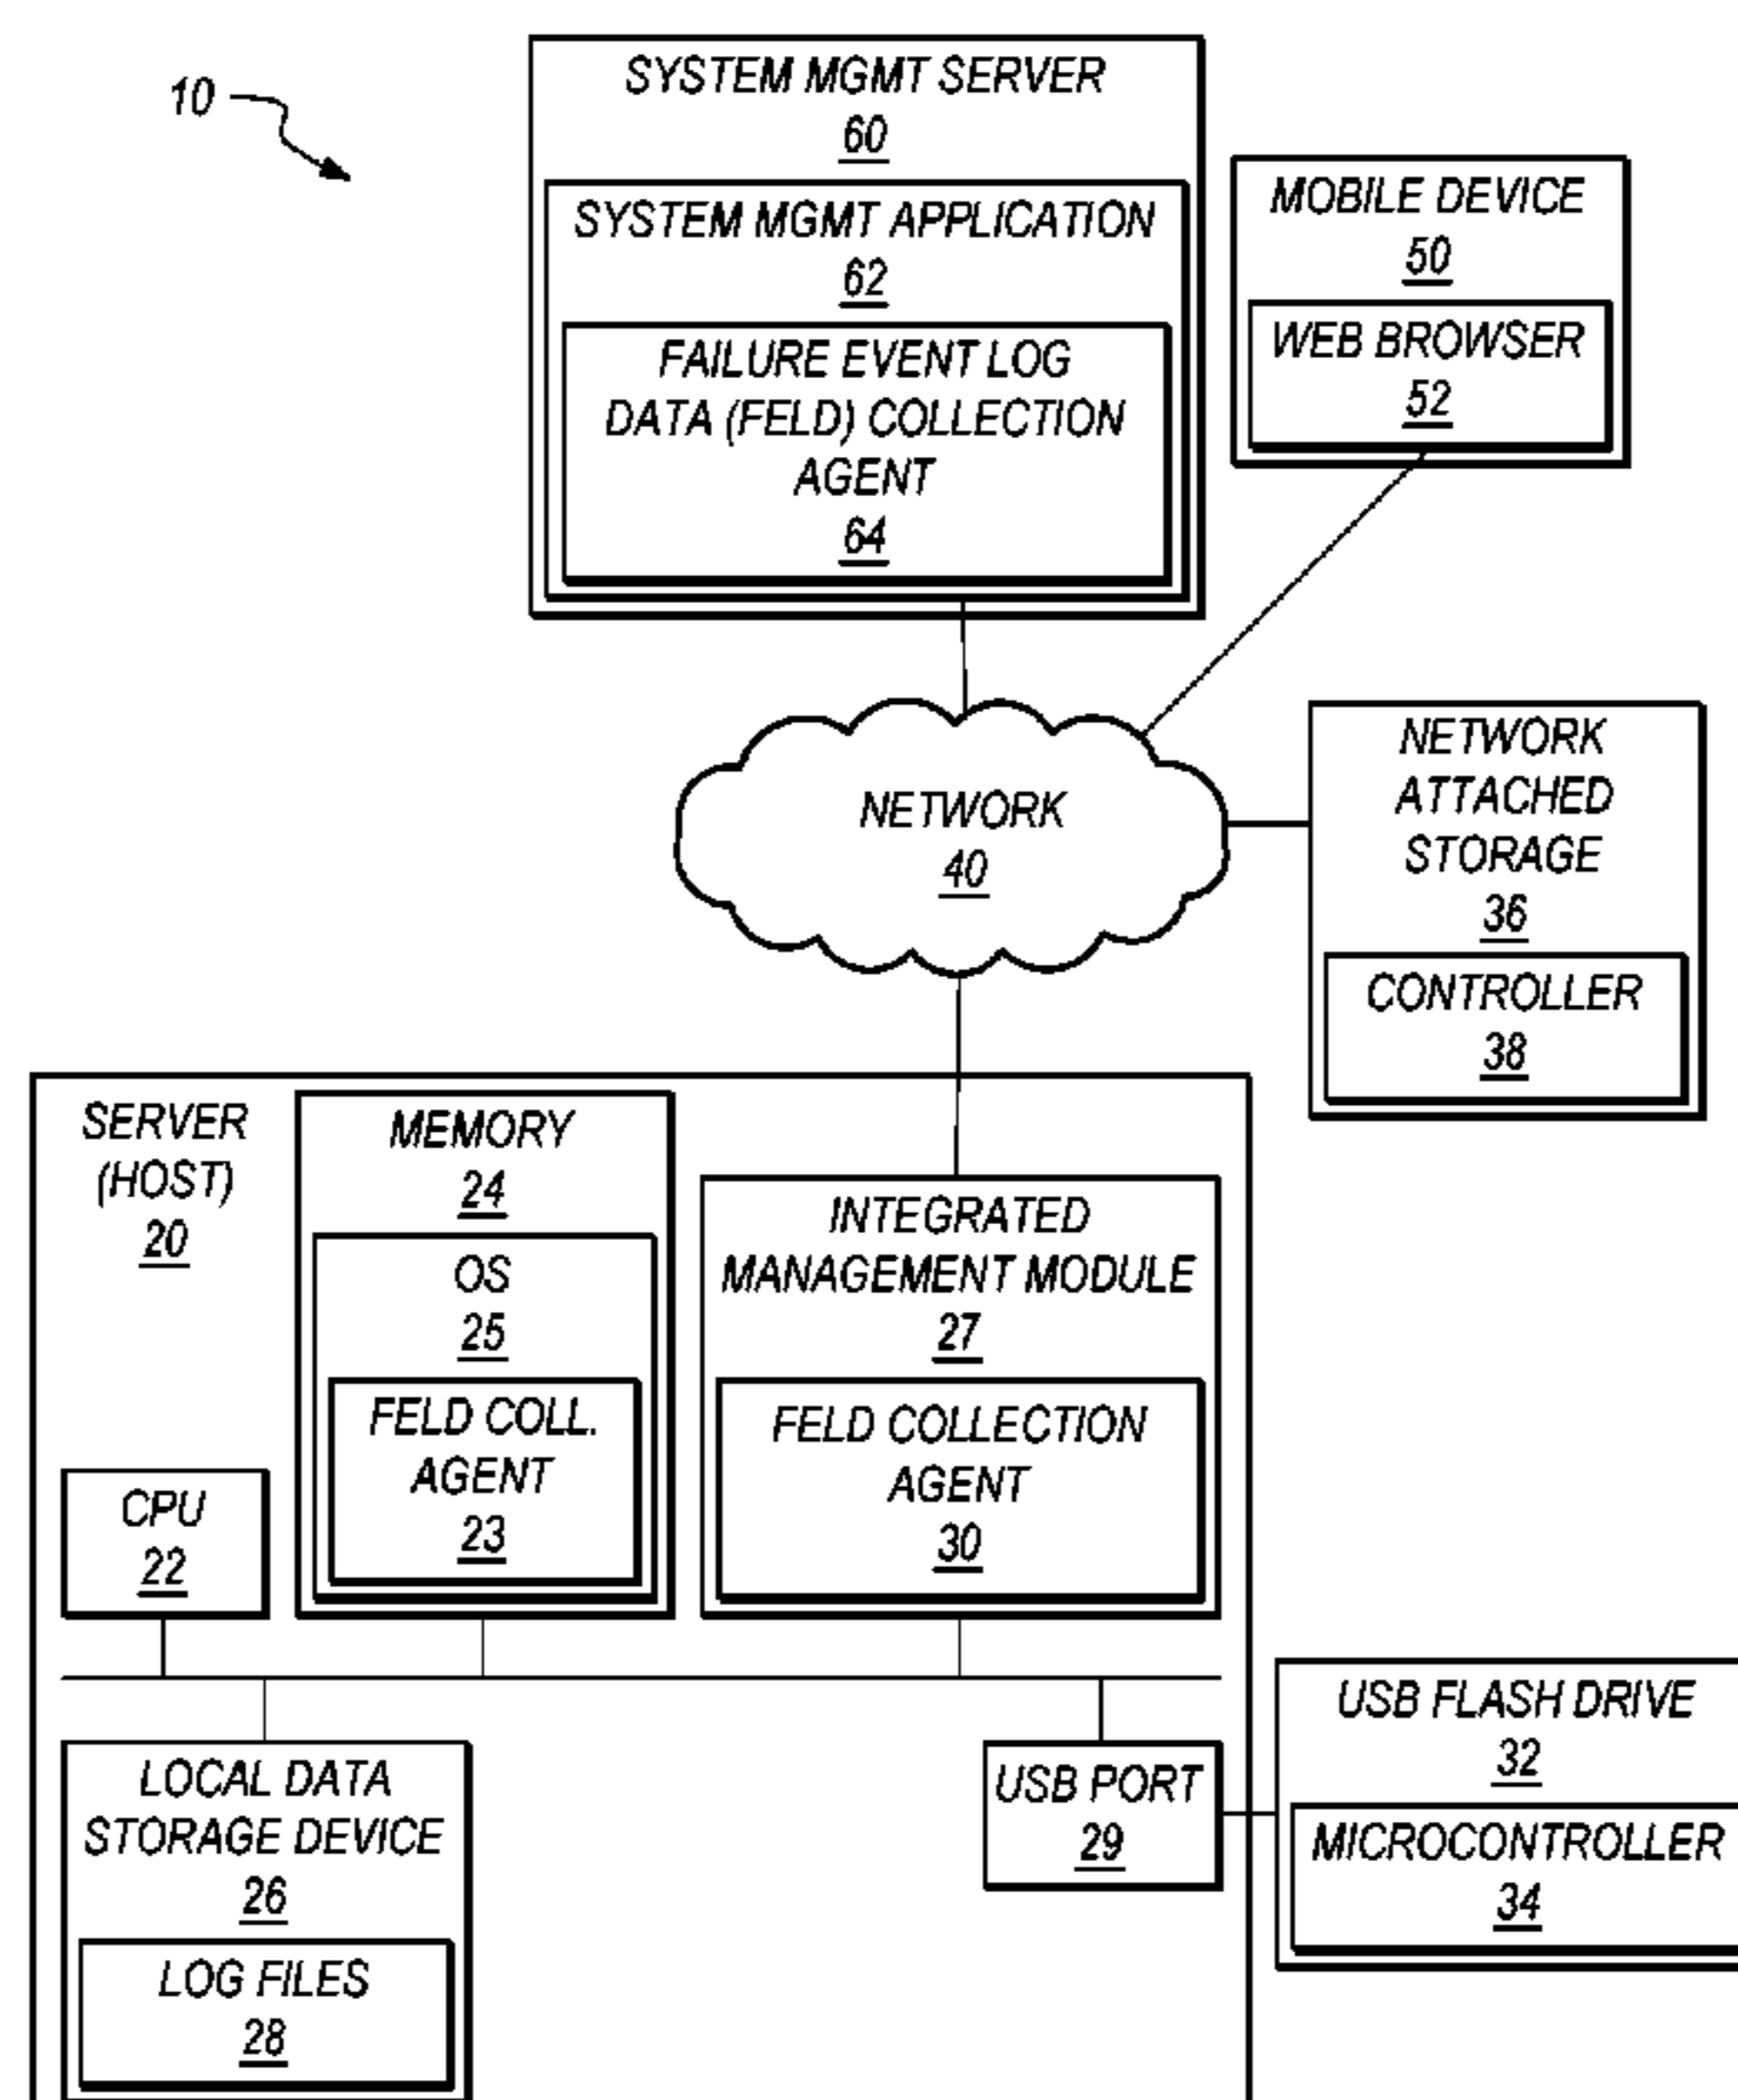 10
SYSTEM MGMT SERVER
60
SYSTEM MGMT APPLICATION
62
FAILURE EVENT LOG
DATA (FELD) COLLECTION
AGENT
64
MOBILE DEVICE
50
WEB BROWSER
52
NETWORK
40
NETWORK
ATTACHED
STORAGE
36
CONTROLLER
38
SERVER
(HOST)
20
MEMORY
24
OS
25
FELD COLL.
AGENT
23
INTEGRATED
MANAGEMENT MODULE
27
FELD COLLECTION
AGENT
30
CPU
22
LOCAL DATA
STORAGE DEVICE
26
LOG FILES
28
USB PORT
29
USB FLASH DRIVE
32
MICROCONTROLLER
34